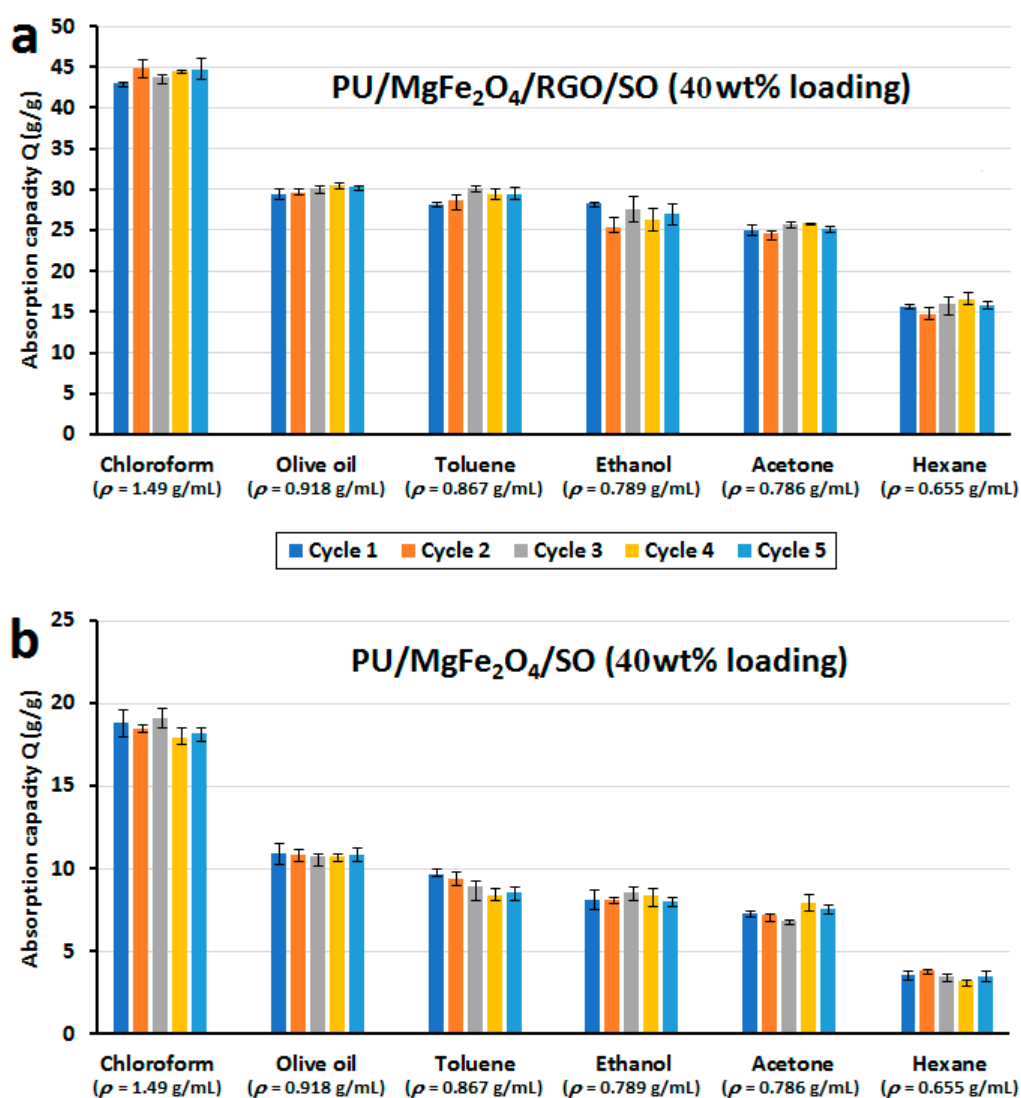 a
Absorption capacity Q (g/g)
50
45
40
35
30
25
20
15
10
5
0
PU/MgFe₂O₄/RGO/SO (40 wt% loading)
Chloroform Olive oil Toluene Ethanol Acetone Hexane
(ρ = 1.49 g/mL) (ρ = 0.918 g/mL) (ρ = 0.867 g/mL) (ρ = 0.789 g/mL) (ρ = 0.786 g/mL) (ρ = 0.655 g/mL)
Cycle 1 Cycle 2 Cycle 3 Cycle 4 Cycle 5
b
Absorption capacity Q (g/g)
25
20
15
10
5
0
PU/MgFe₂O₄/SO (40 wt% loading)
Chloroform Olive oil Toluene Ethanol Acetone Hexane
(ρ = 1.49 g/mL) (ρ = 0.918 g/mL) (ρ = 0.867 g/mL) (ρ = 0.789 g/mL) (ρ = 0.786 g/mL) (ρ = 0.655 g/mL)